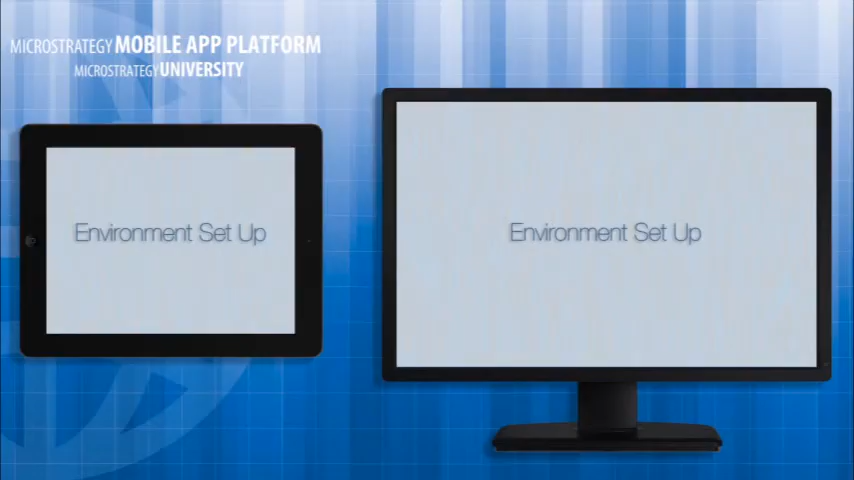 MICROSTRATEGY MOBILE APP PLATFORM
MICROSTRATEGY UNIVERSITY
Environment Set Up
Environment Set Up